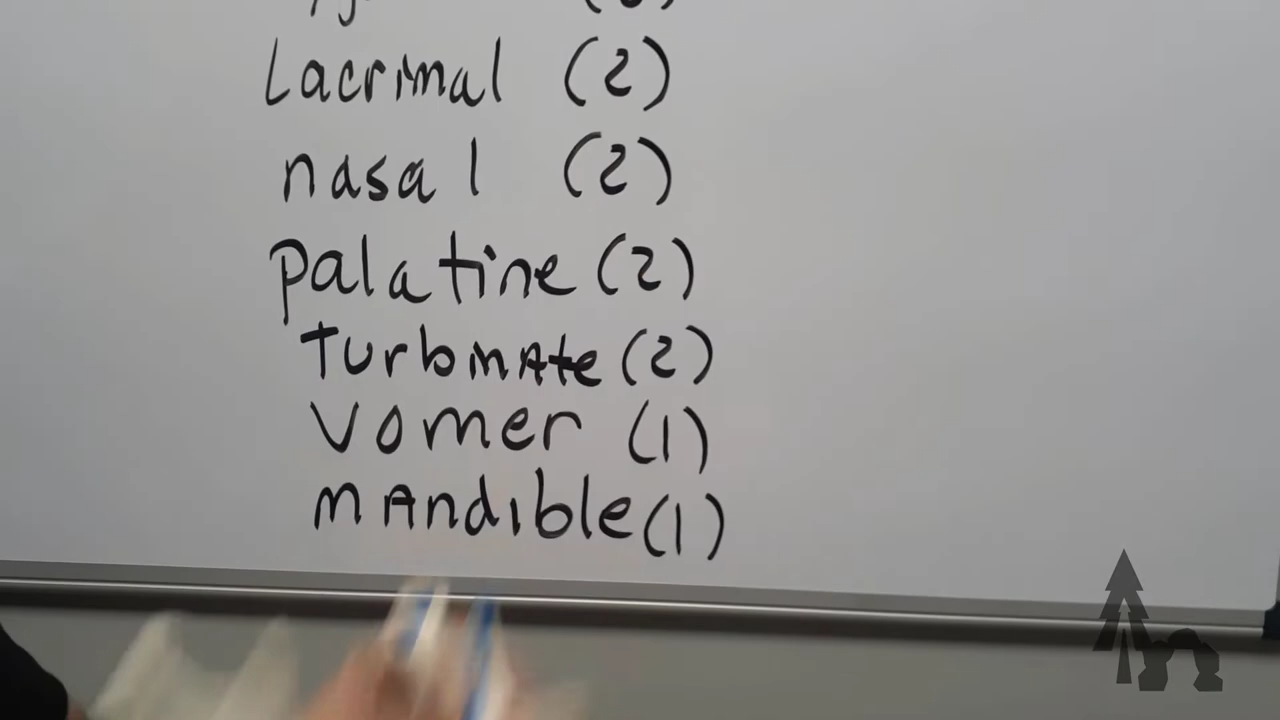 Lacrimal (2)
nasal (2)
palatine (2)
Turbinate (2)
Vomer (1)
mAndible (1)